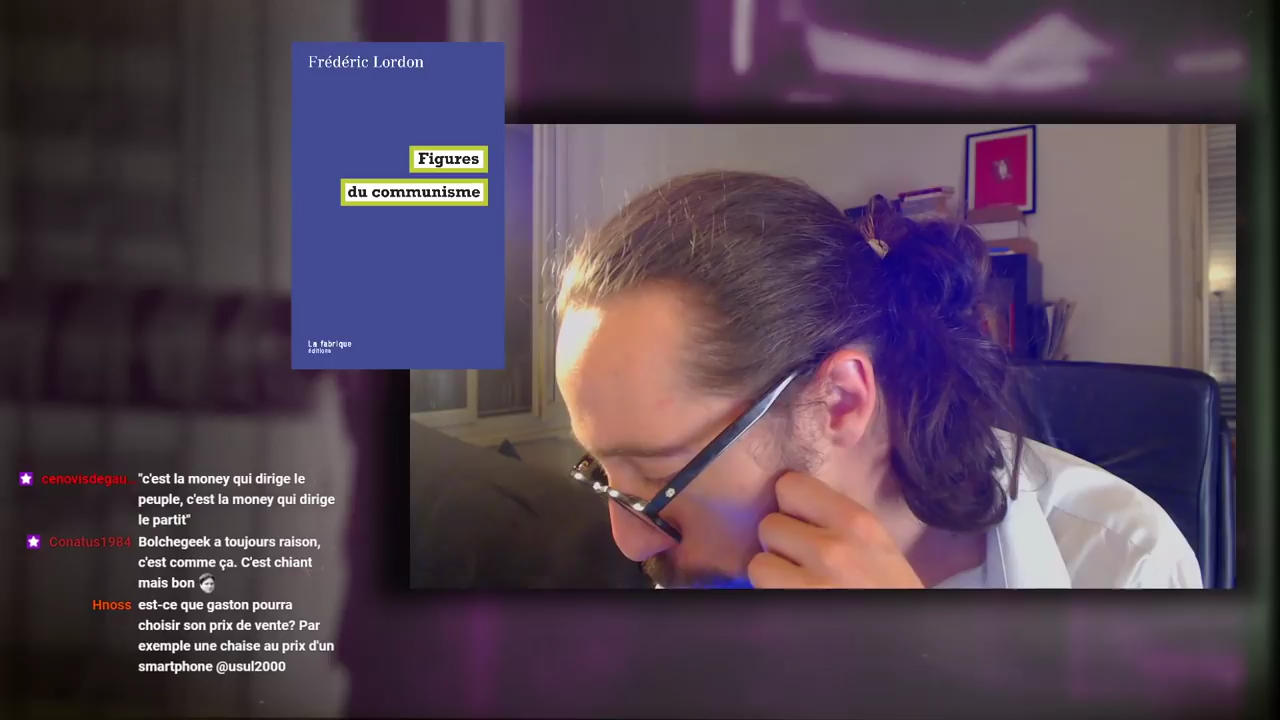 Frédéric Lordon
Figures
du communisme
La fabrique
éditions
cenovisdegau... "c'est la money qui dirige le
peuple, c'est la money qui dirige
le partit"
Conatus1984 Bolchegeek a toujours raison,
c'est comme ça. C'est chiant
mais bon
Hnoss est-ce que gaston pourra
choisir son prix de vente? Par
exemple une chaise au prix d'un
smartphone @usul2000